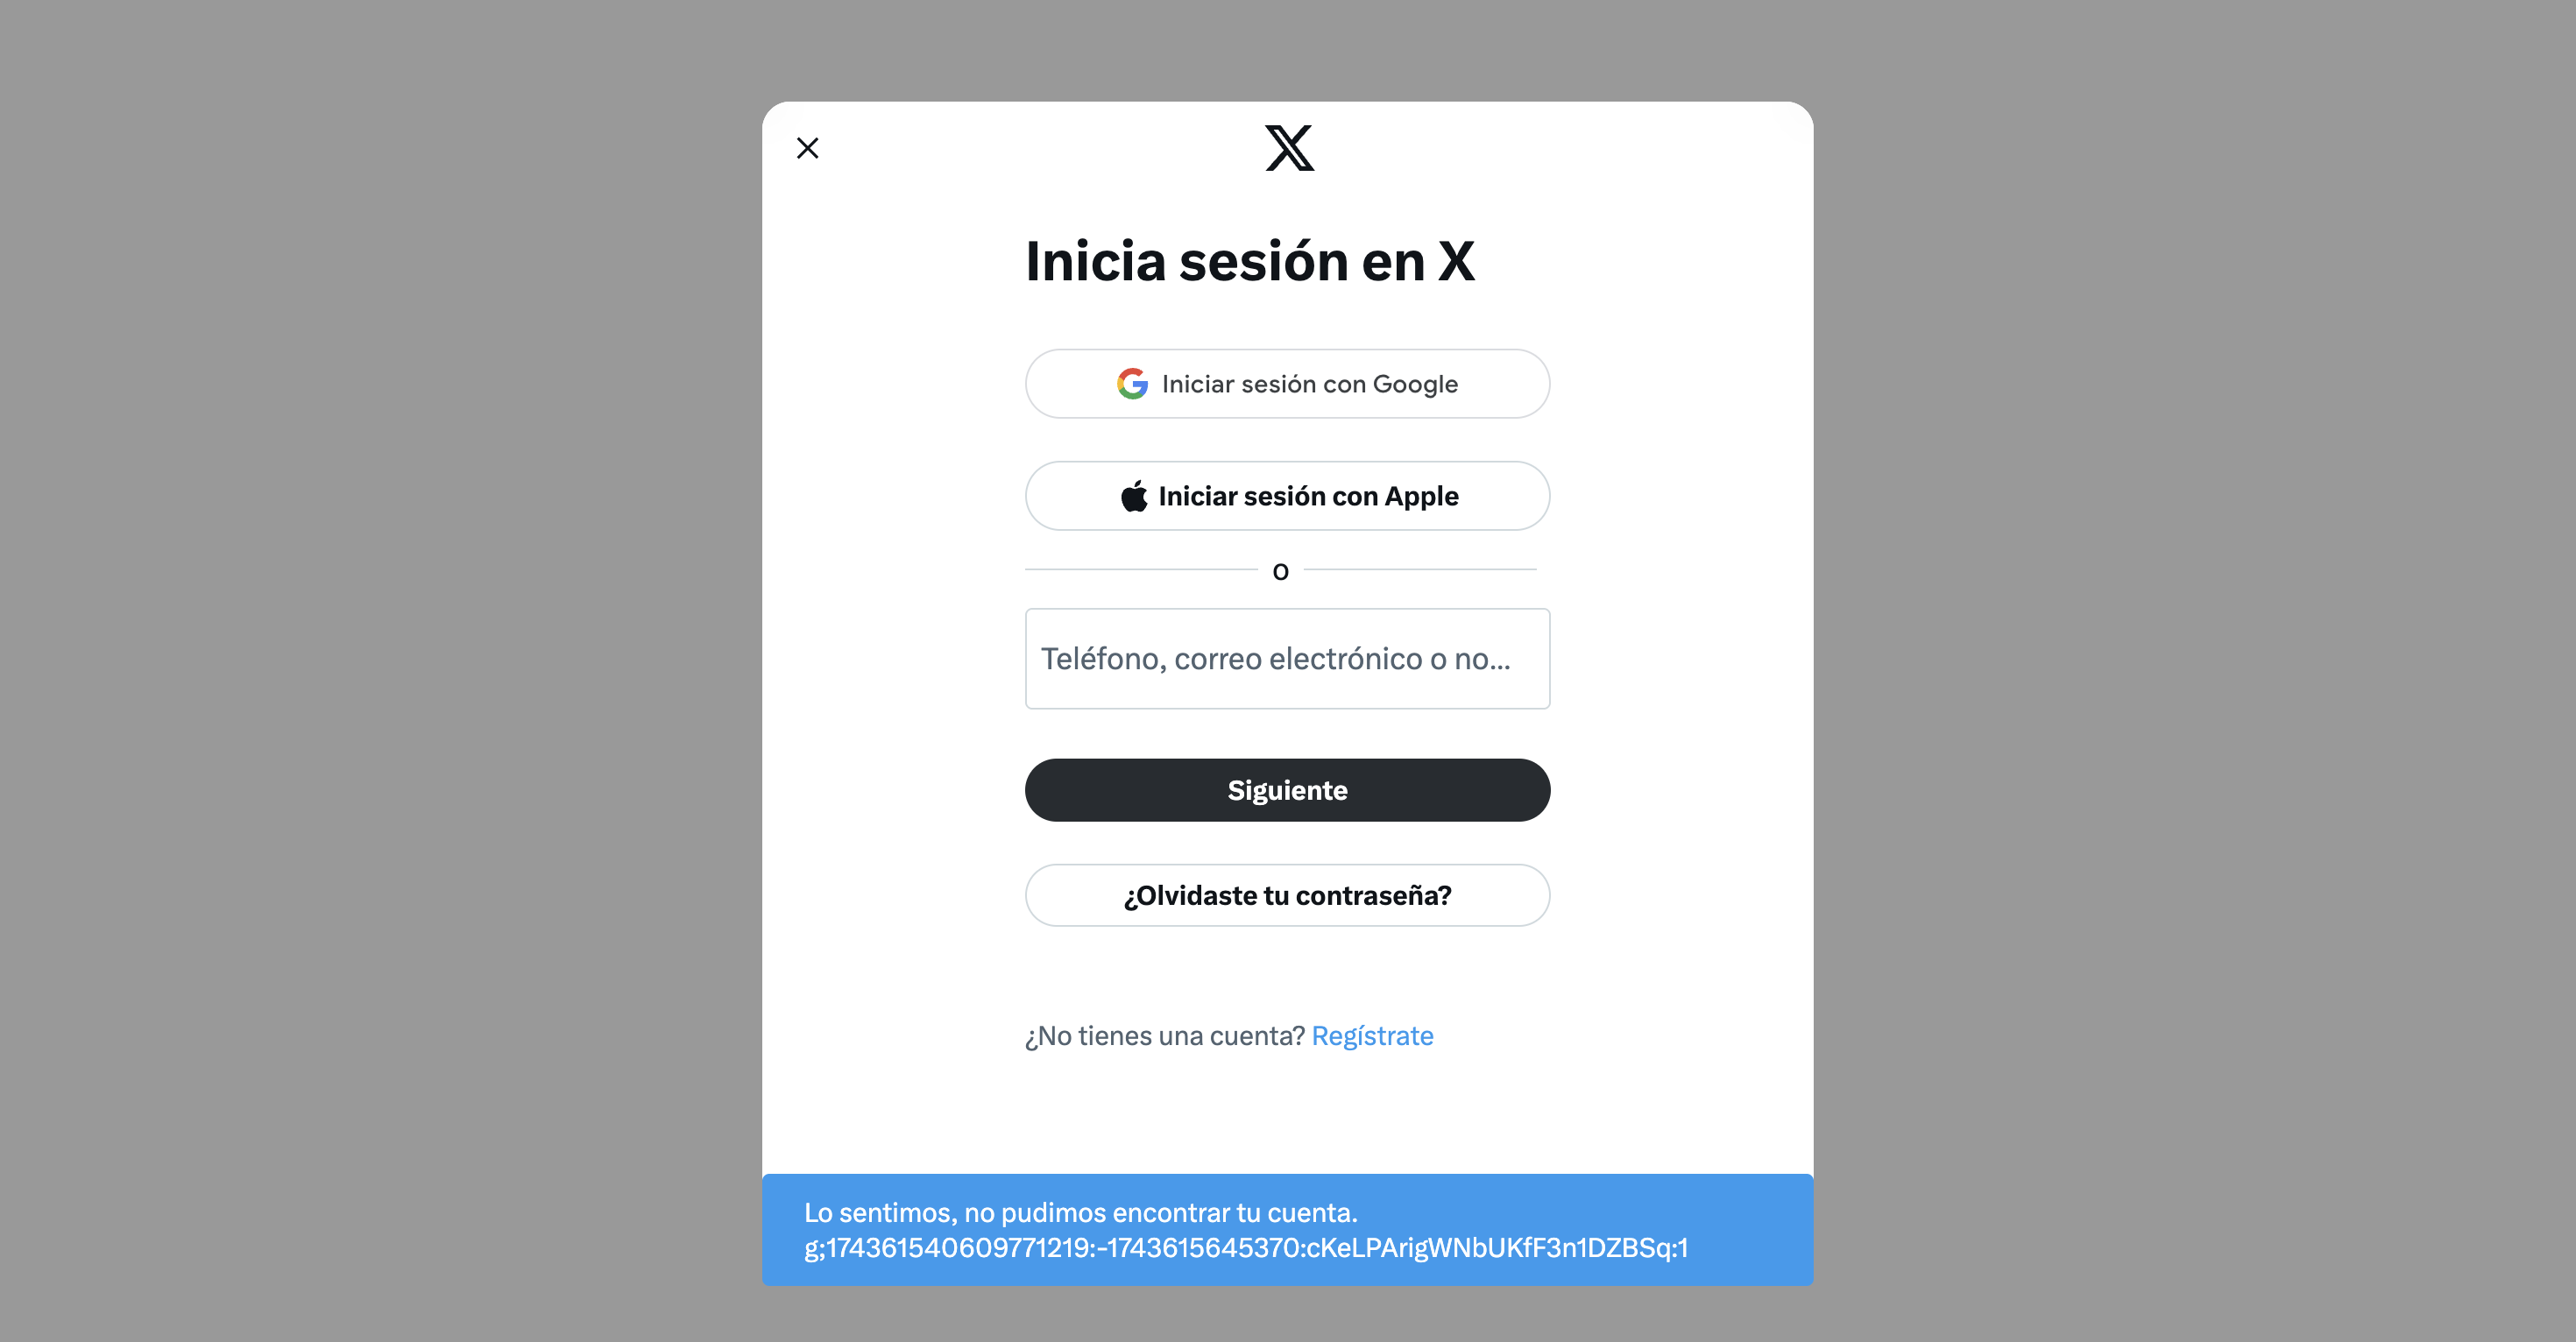 Inicia sesión en X
Iniciar sesión con Google
Iniciar sesión con Apple
o
Teléfono, correo electrónico o no...
Siguiente
¿Olvidaste tu contraseña?
¿No tienes una cuenta? Regístrate
Lo sentimos, no pudimos encontrar tu cuenta.
g;174361540609771219:-1743615645370:cKeLPArigWNbUKfF3n1DZBSq:1